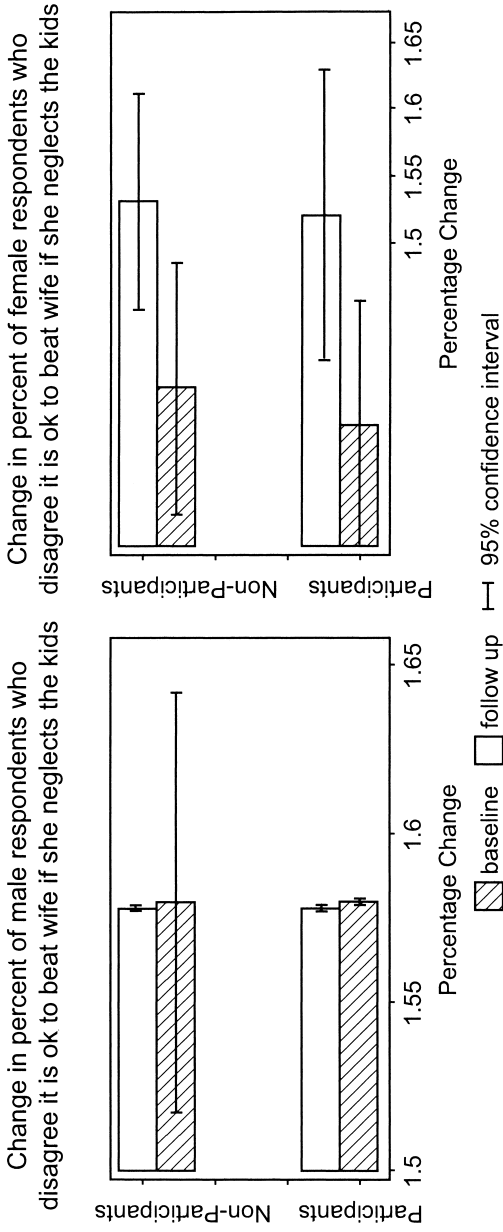 Change in percent of male respondents who
disagree it is ok to beat wife if she neglects the kids
Participants
Non-Participants
Participants
1.5
1.55
1.6
1.65
Percentage Change
Change in percent of female respondents who
disagree it is ok to beat wife if she neglects the kids
Participants
Non-Participants
Participants
1.5
1.55
1.6
1.65
Percentage Change
baseline
follow up
95% confidence interval